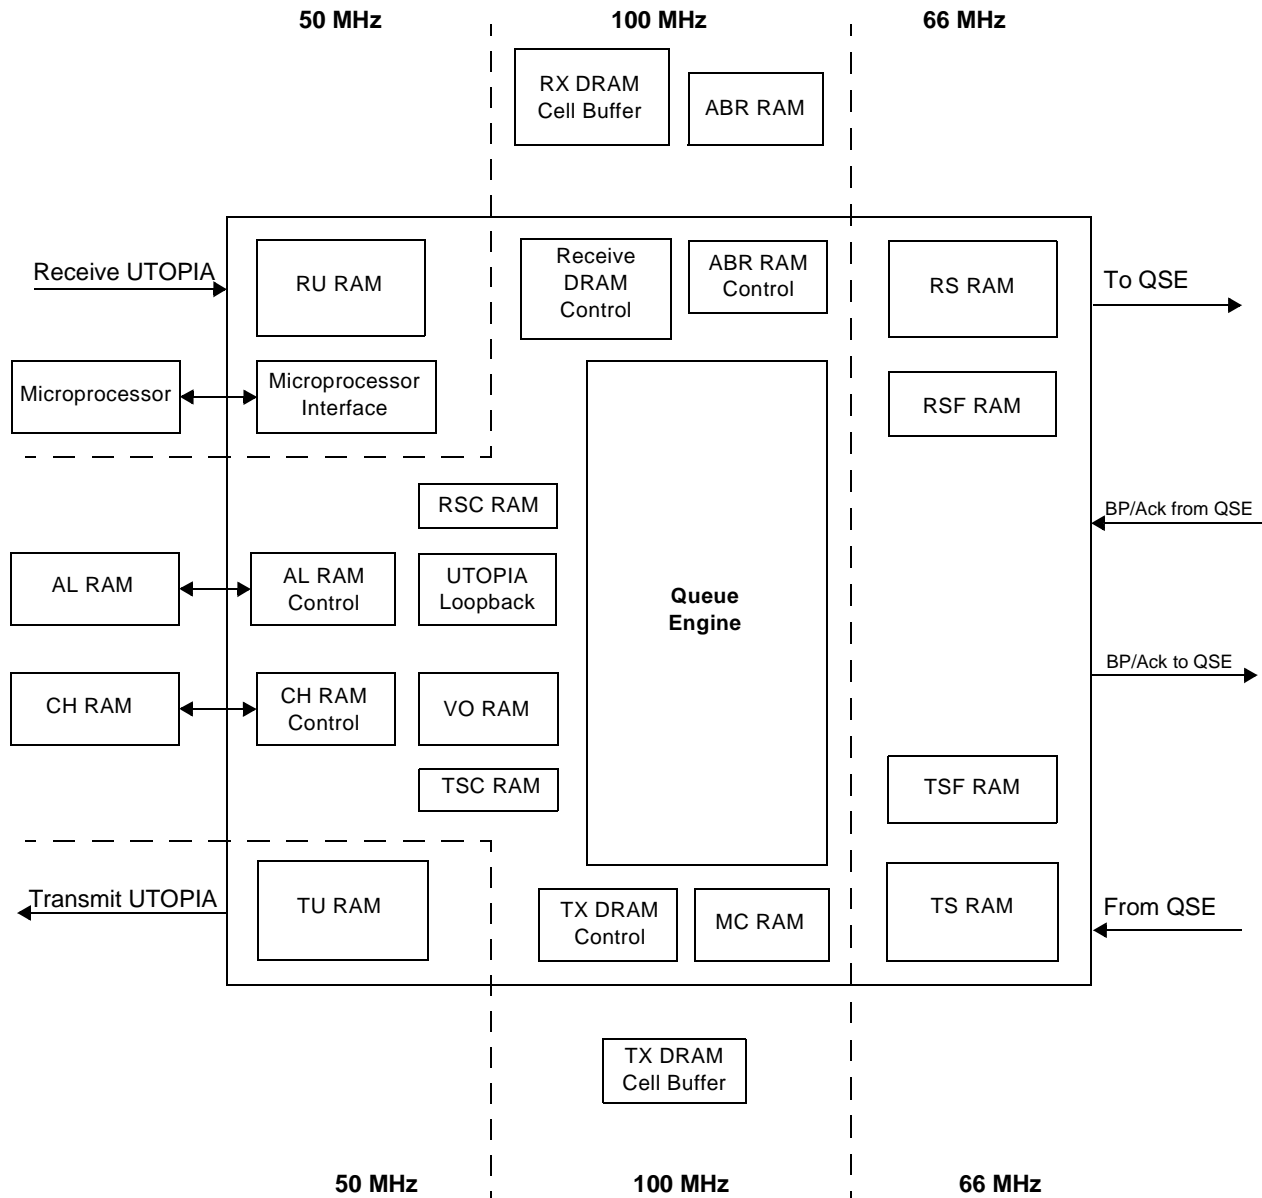 50 MHz
100 MHz
66 MHz
RX DRAM
Cell Buffer
ABR RAM
Receive UTOPIA
RU RAM
Receive
DRAM
Control
ABR RAM
Control
RS RAM
To QSE
Microprocessor
Microprocessor
Interface
RSF RAM
RSC RAM
BP/Ack from QSE
AL RAM
AL RAM
Control
UTOPIA
Loopback
Queue
Engine
BP/Ack to QSE
CH RAM
CH RAM
Control
VO RAM
TSC RAM
TSF RAM
Transmit UTOPIA
TU RAM
TX DRAM
Control
MC RAM
TS RAM
From QSE
TX DRAM
Cell Buffer
50 MHz
100 MHz
66 MHz